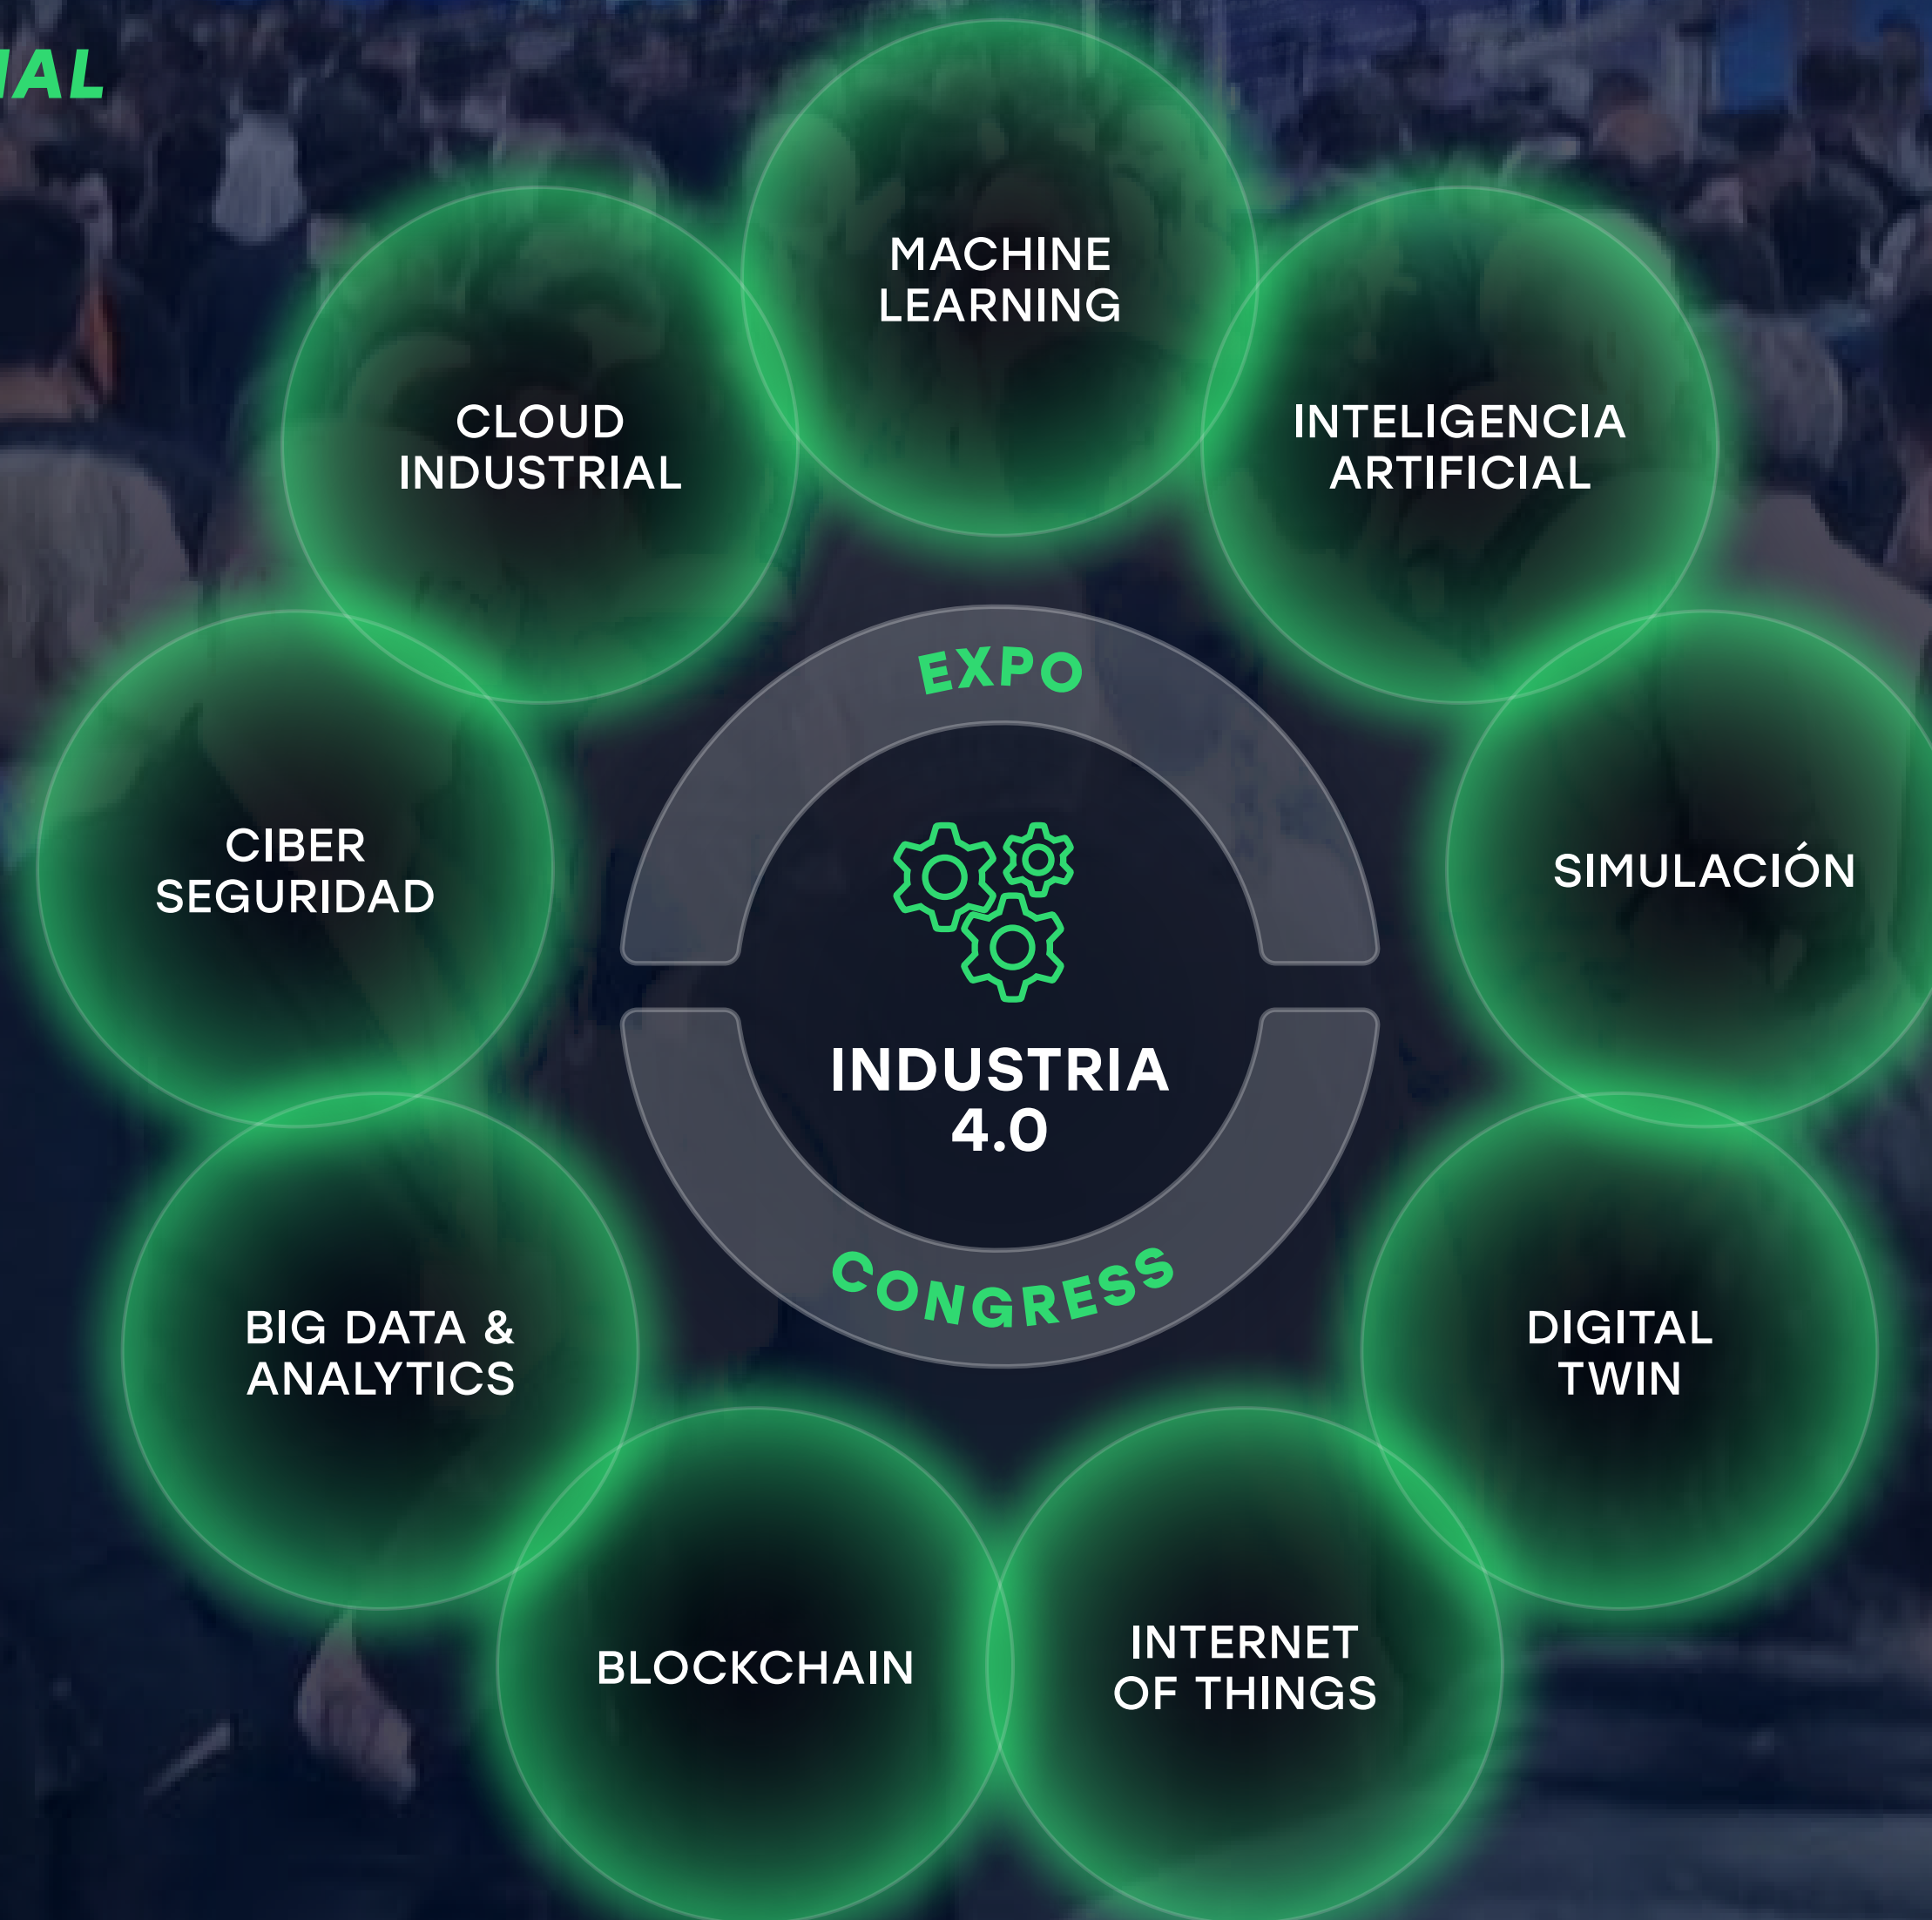 MACHINE
LEARNING
CLOUD
INDUSTRIAL
INTELIGENCIA
ARTIFICIAL
EXPO
CIBER
SEGURIDAD
SIMULACIÓN
INDUSTRIA
4.0
CONGRESS
BIG DATA &
ANALYTICS
DIGITAL
TWIN
BLOCKCHAIN
INTERNET
OF THINGS